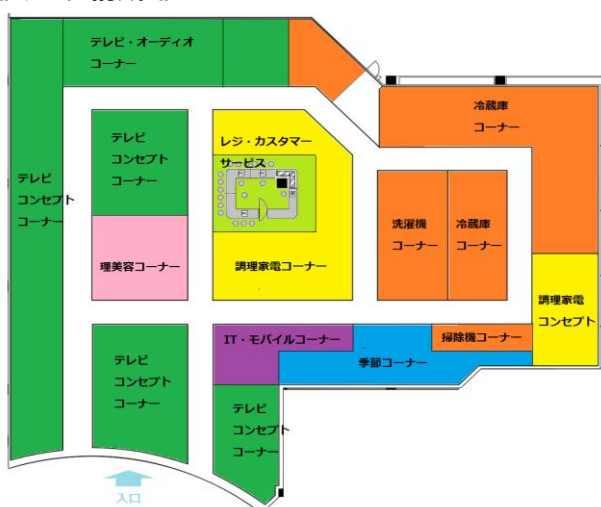 テレビ・オーディオ
コーナー
冷蔵庫
コーナー
テレビ
コンセプト
コーナー
レジ・カスタマー
サービス
テレビ
コンセプト
コーナー
洗濯機
コーナー
冷蔵庫
コーナー
理美容コーナー
調理家電コーナー
調理家電
コンセプト
IT・モバイルコーナー
掃除機コーナー
テレビ
コンセプト
コーナー
季節コーナー
テレビ
コンセプト
コーナー
入口